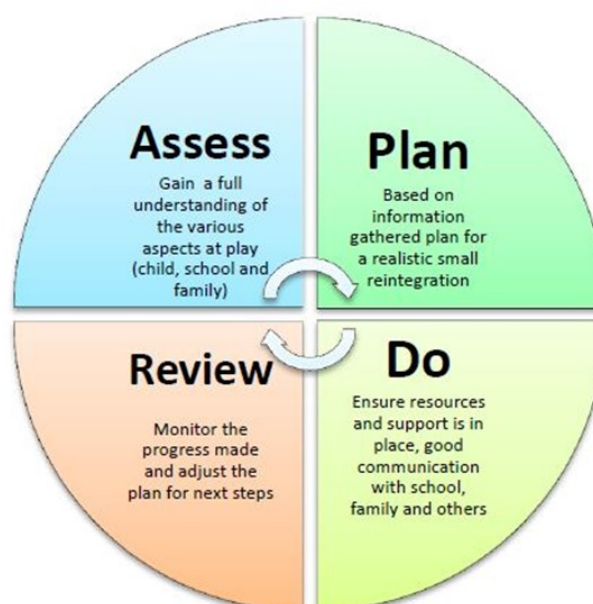 Assess
Gain a full
understanding of
the various
aspects at play
(child, school and
family)
Plan
Based on
information
gathered plan for
a realistic small
reintegration
Review
Monitor the
progress made
and adjust the
plan for next steps
Do
Ensure resources
and support is in
place, good
communication
with school,
family and others